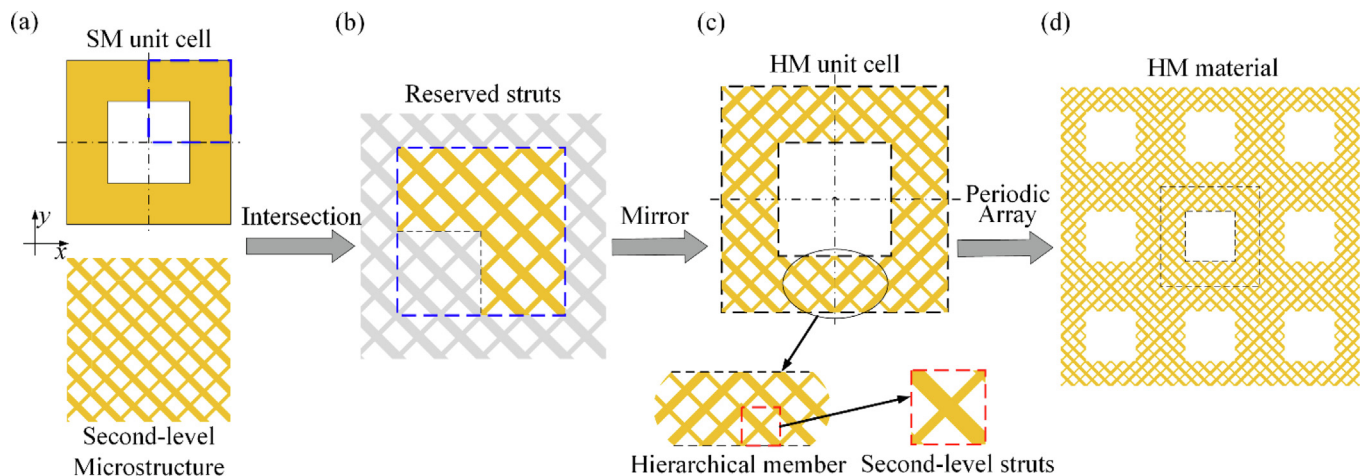 (a)
SM unit cell
y
x
Second-level
Microstructure
Intersection
(b)
Reserved struts
Mirror
(c)
HM unit cell
Hierarchical member
Second-level struts
Periodic
Array
(d)
HM material